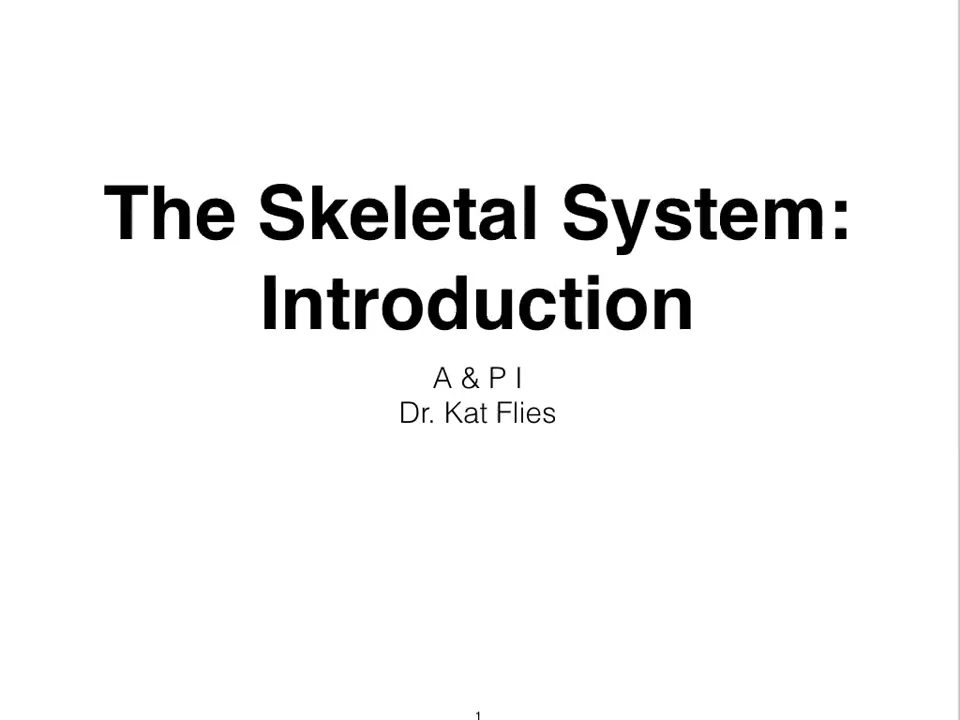 The Skeletal System:
Introduction
A & P I
Dr. Kat Flies
1